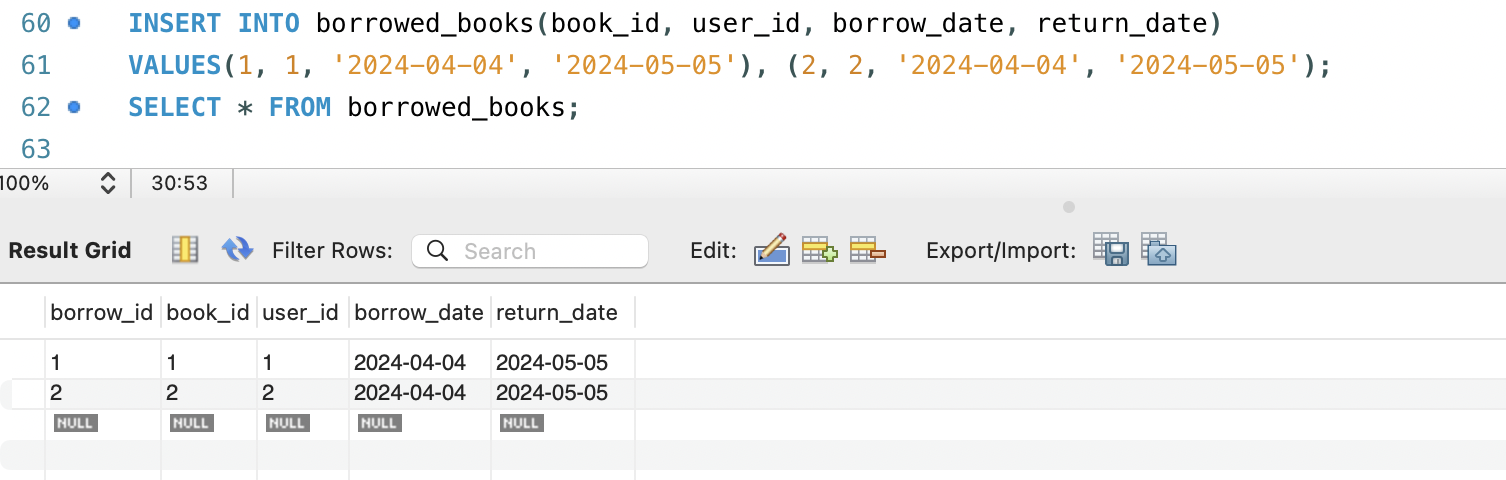 60 INSERT INTO borrowed_books(book_id, user_id, borrow_date, return_date)
61 VALUES(1, 1, '2024-04-04', '2024-05-05'), (2, 2, '2024-04-04', '2024-05-05');
62 SELECT * FROM borrowed_books;
63
100% 30:53
Result Grid Filter Rows: Search Edit: Export/Import:
borrow_id book_id user_id borrow_date return_date
1 1 1 2024-04-04 2024-05-05
2 2 2 2024-04-04 2024-05-05
NULL NULL NULL NULL NULL